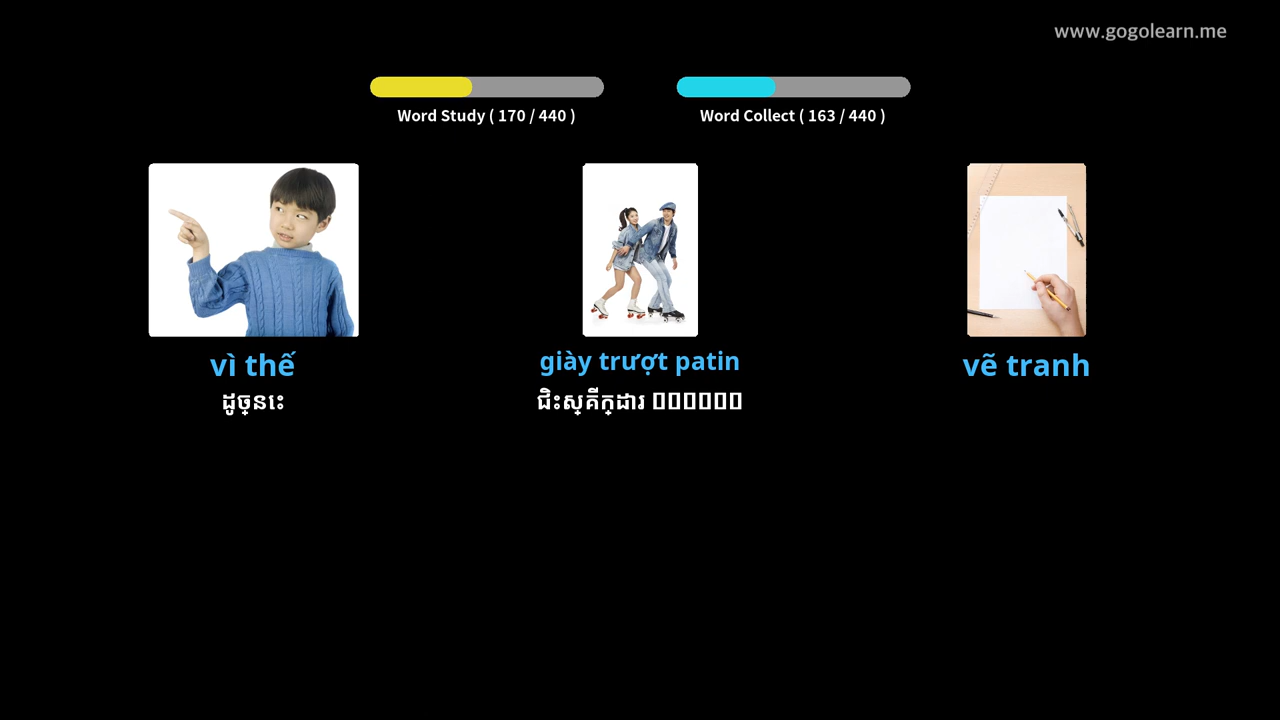 www.gogolearn.me
Word Study ( 170 / 440 )
Word Collect ( 163 / 440 )
vì thế
giày trượt patin
vẽ tranh
ដូច្នេះ
ជិះស្គីក្ដារ